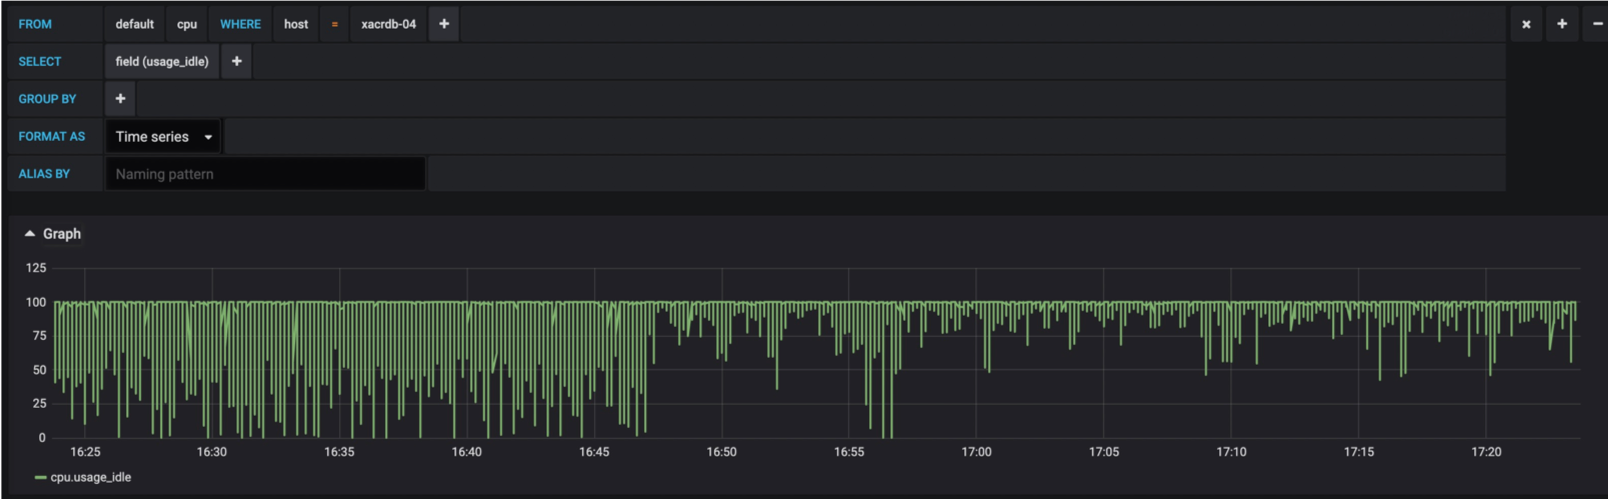 FROM default cpu WHERE host = xacrdb-04 +
SELECT field (usage_idle) +
GROUP BY +
FORMAT AS Time series
ALIAS BY Naming pattern
Graph
125
100
75
50
25
0
16:25 16:30 16:35 16:40 16:45 16:50 16:55 17:00 17:05 17:10 17:15 17:20
cpu.usage_idle